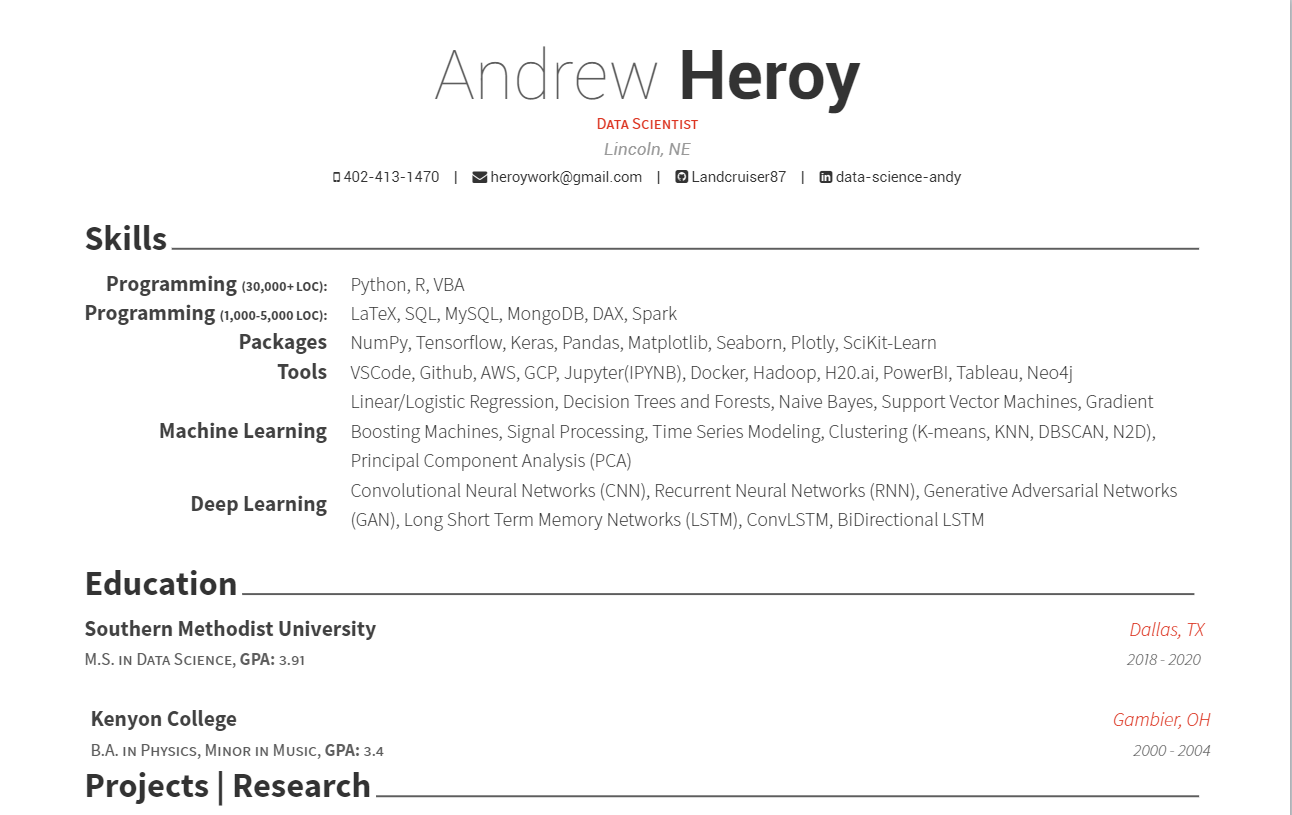 Andrew Heroy
Data Scientist
Lincoln, NE
402-413-1470 | heroywork@gmail.com | Landcruiser87 | data-science-andy
Skills
Programming (30,000+ LOC): Python, R, VBA
Programming (1,000-5,000 LOC): LaTeX, SQL, MySQL, MongoDB, DAX, Spark
Packages NumPy, Tensorflow, Keras, Pandas, Matplotlib, Seaborn, Plotly, SciKit-Learn
Tools VSCode, Github, AWS, GCP, Jupyter(IPYNB), Docker, Hadoop, H20.ai, PowerBI, Tableau, Neo4j
Linear/Logistic Regression, Decision Trees and Forests, Naive Bayes, Support Vector Machines, Gradient
Machine Learning Boosting Machines, Signal Processing, Time Series Modeling, Clustering (K-means, KNN, DBSCAN, N2D),
Principal Component Analysis (PCA)
Deep Learning Convolutional Neural Networks (CNN), Recurrent Neural Networks (RNN), Generative Adversarial Networks
(GAN), Long Short Term Memory Networks (LSTM), ConvLSTM, BiDirectional LSTM
Education
Southern Methodist University Dallas, TX
M.S. in Data Science, GPA: 3.91 2018 - 2020
Kenyon College Gambier, OH
B.A. in Physics, Minor in Music, GPA: 3.4 2000 - 2004
Projects | Research